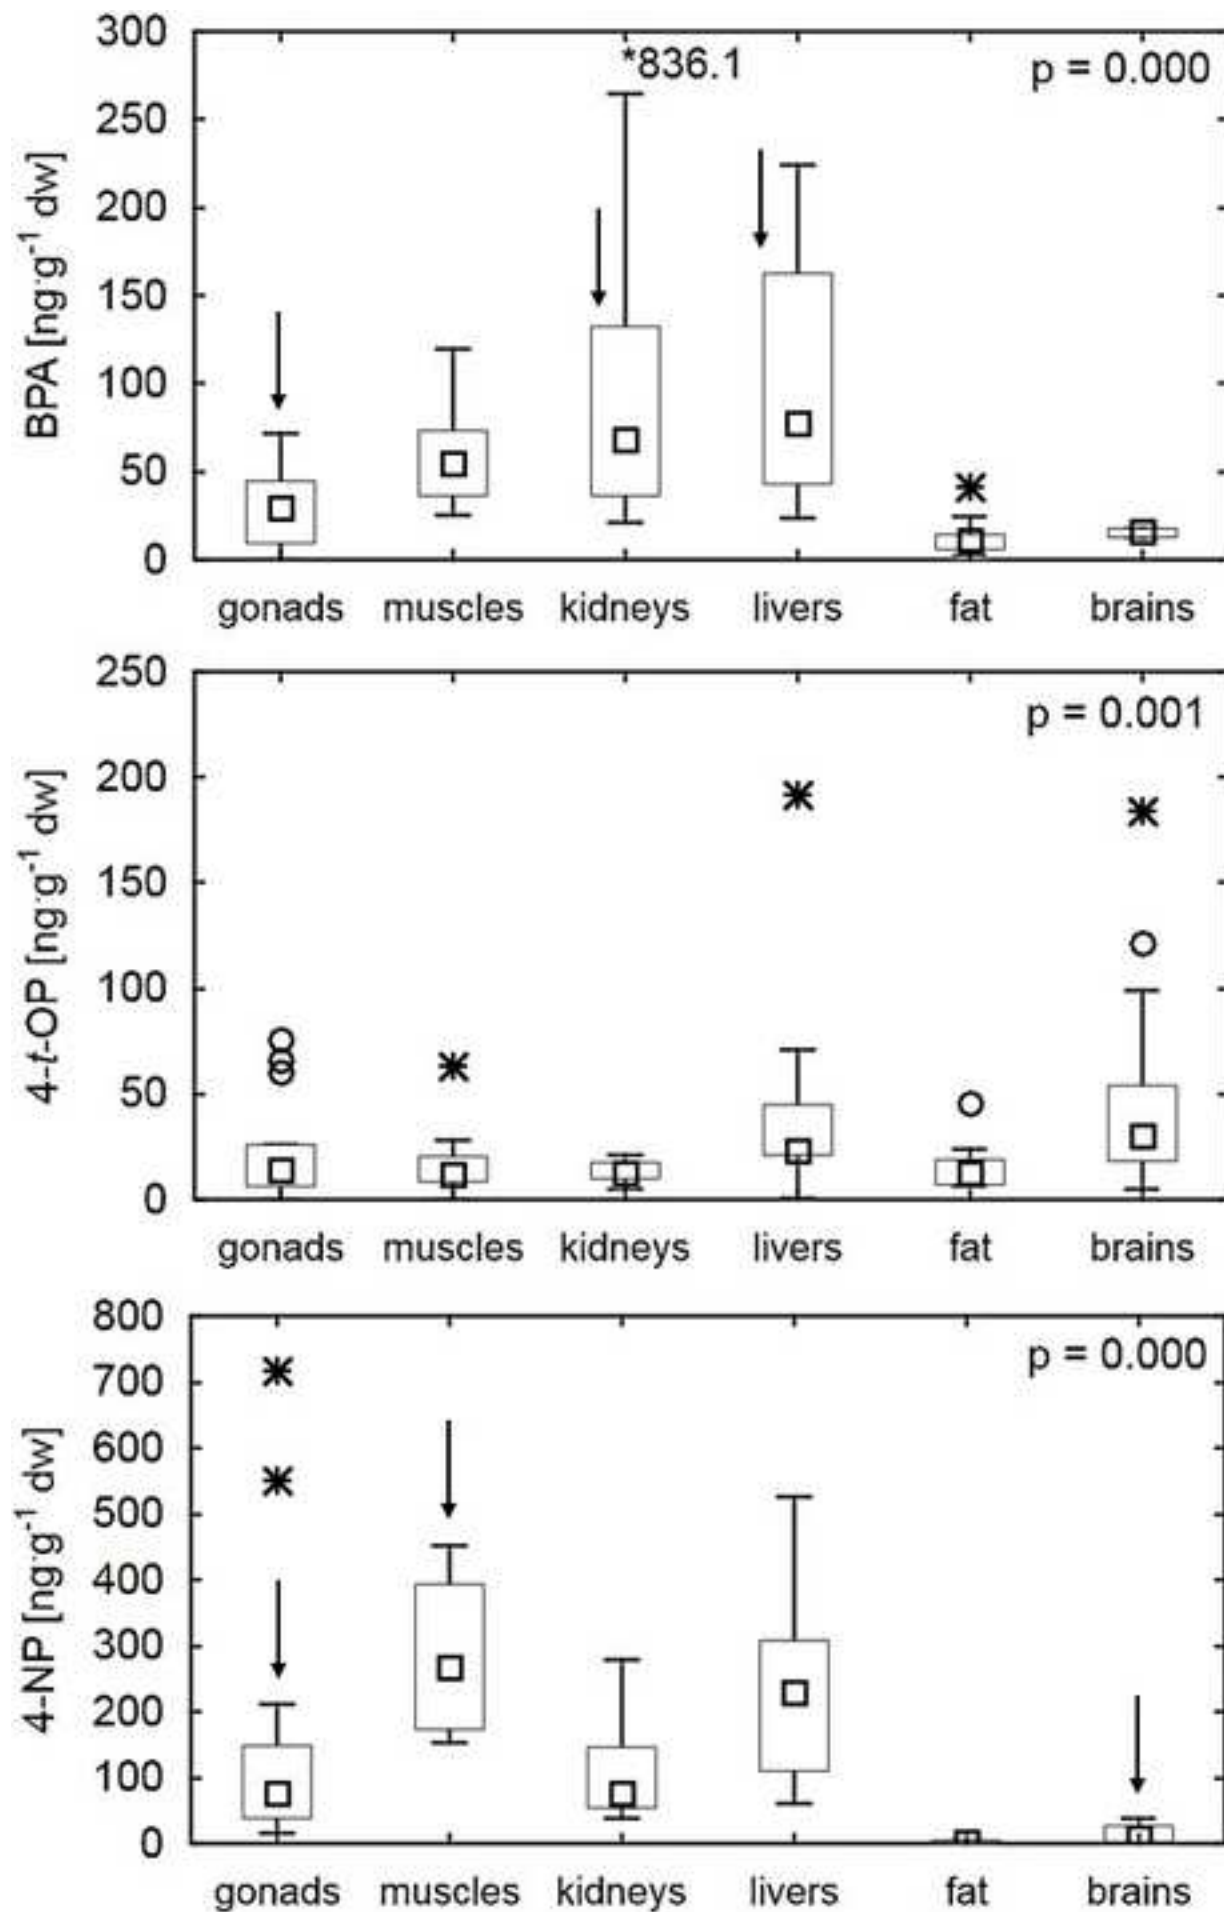 300
250
200
150
100
50
0
BPA [ng·g⁻¹ dw]
*836.1
p = 0.000
gonads muscles kidneys livers fat brains
250
200
150
100
50
0
4-t-OP [ng·g⁻¹ dw]
p = 0.001
gonads muscles kidneys livers fat brains
800
700
600
500
400
300
200
100
0
4-NP [ng·g⁻¹ dw]
p = 0.000
gonads muscles kidneys livers fat brains